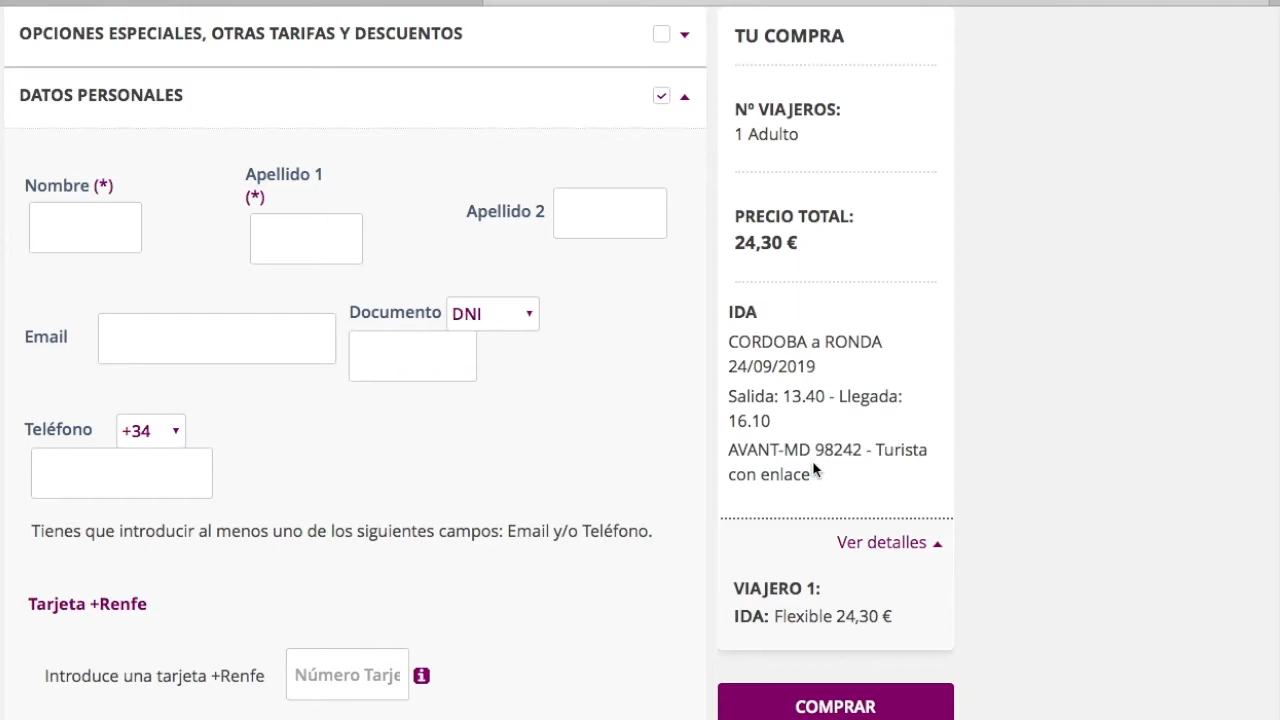 OPCIONES ESPECIALES, OTRAS TARIFAS Y DESCUENTOS
DATOS PERSONALES
Nombre (*)
Apellido 1
(*)
Apellido 2
Email
Documento DNI
Teléfono +34
Tienes que introducir al menos uno de los siguientes campos: Email y/o Teléfono.
Tarjeta +Renfe
Introduce una tarjeta +Renfe Número Tarje
TU COMPRA
Nº VIAJEROS:
1 Adulto
PRECIO TOTAL:
24,30 €
IDA
CORDOBA a RONDA
24/09/2019
Salida: 13.40 - Llegada:
16.10
AVANT-MD 98242 - Turista
con enlace
Ver detalles
VIAJERO 1:
IDA: Flexible 24,30 €
COMPRAR